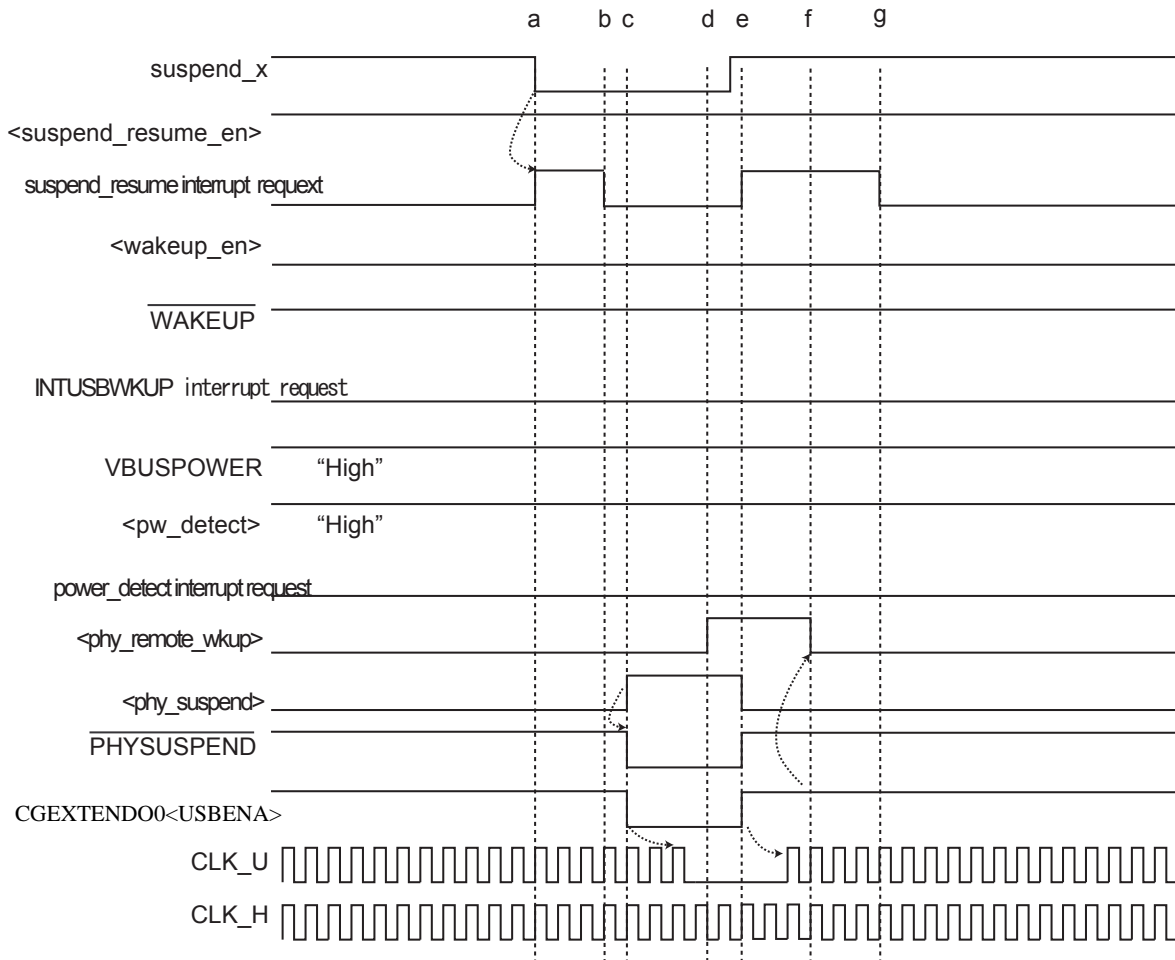 a b c d e f g
suspend_x
<suspend_resume_en>
suspend_resume interrupt requext
<wakeup_en>
WAKEUP
INTUSBWKUP interrupt request
VBUSPOWER “High”
<pw_detect> “High”
power_detect interrupt request
<phy_remote_wkup>
<phy_suspend>
PHYSUSPEND
CGEXTENDO0<USBENA>
CLK_U
CLK_H